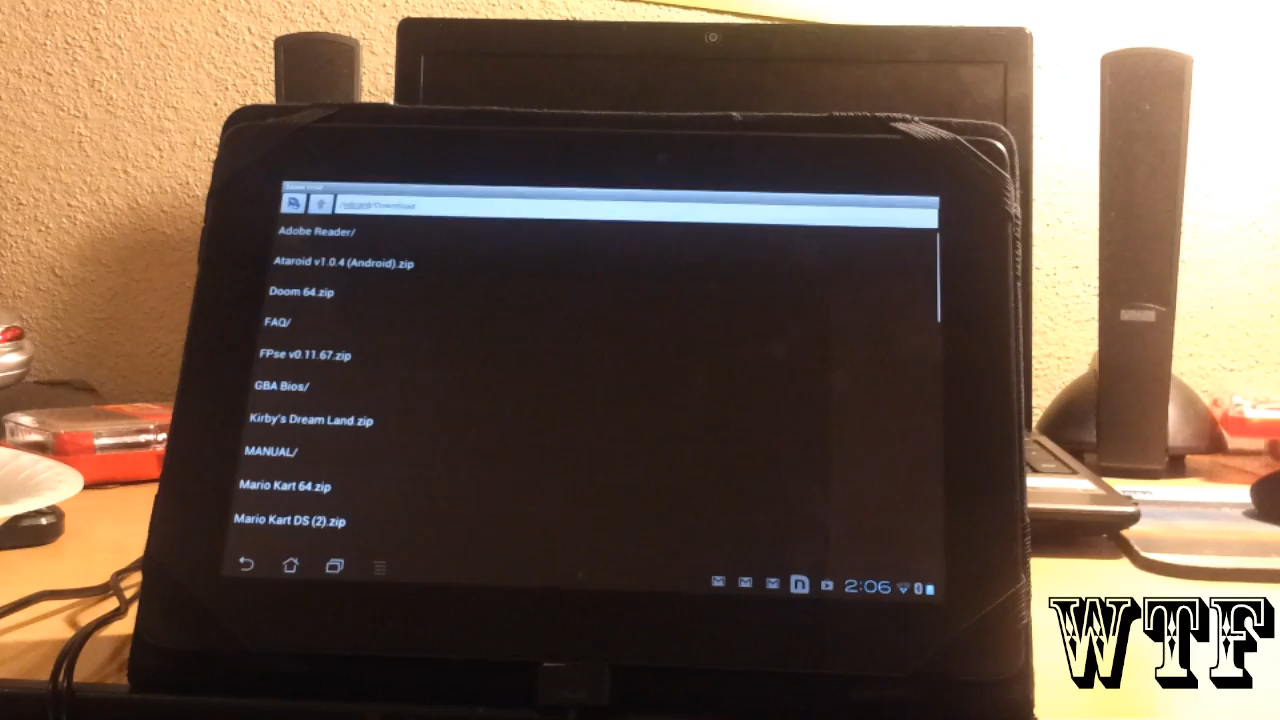 /sdcard/Download
Adobe Reader/
Ataroid v1.0.4 (Android).zip
Doom 64.zip
FAQ/
FPse v0.11.67.zip
GBA Bios/
Kirby's Dream Land.zip
MANUAL/
Mario Kart 64.zip
Mario Kart DS (2).zip
n
2:06
WTF